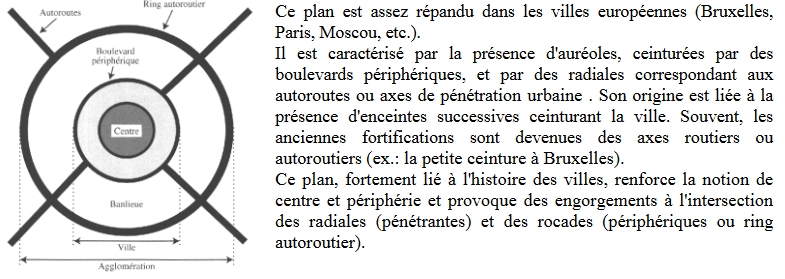 Autoroutes
Ring autoroutier
Boulevard
périphérique
Centre
Banlieue
Ville
Agglomération
Ce plan est assez répandu dans les villes européennes (Bruxelles,
Paris, Moscou, etc.).
Il est caractérisé par la présence d'auréoles, ceinturées par des
boulevards périphériques, et par des radiales correspondant aux
autoroutes ou axes de pénétration urbaine . Son origine est liée à la
présence d'enceintes successives ceinturant la ville. Souvent, les
anciennes fortifications sont devenues des axes routiers ou
autoroutiers (ex.: la petite ceinture à Bruxelles).
Ce plan, fortement lié à l'histoire des villes, renforce la notion de
centre et périphérie et provoque des engorgements à l'intersection
des radiales (pénétrantes) et des rocades (périphériques ou ring
autoroutier).